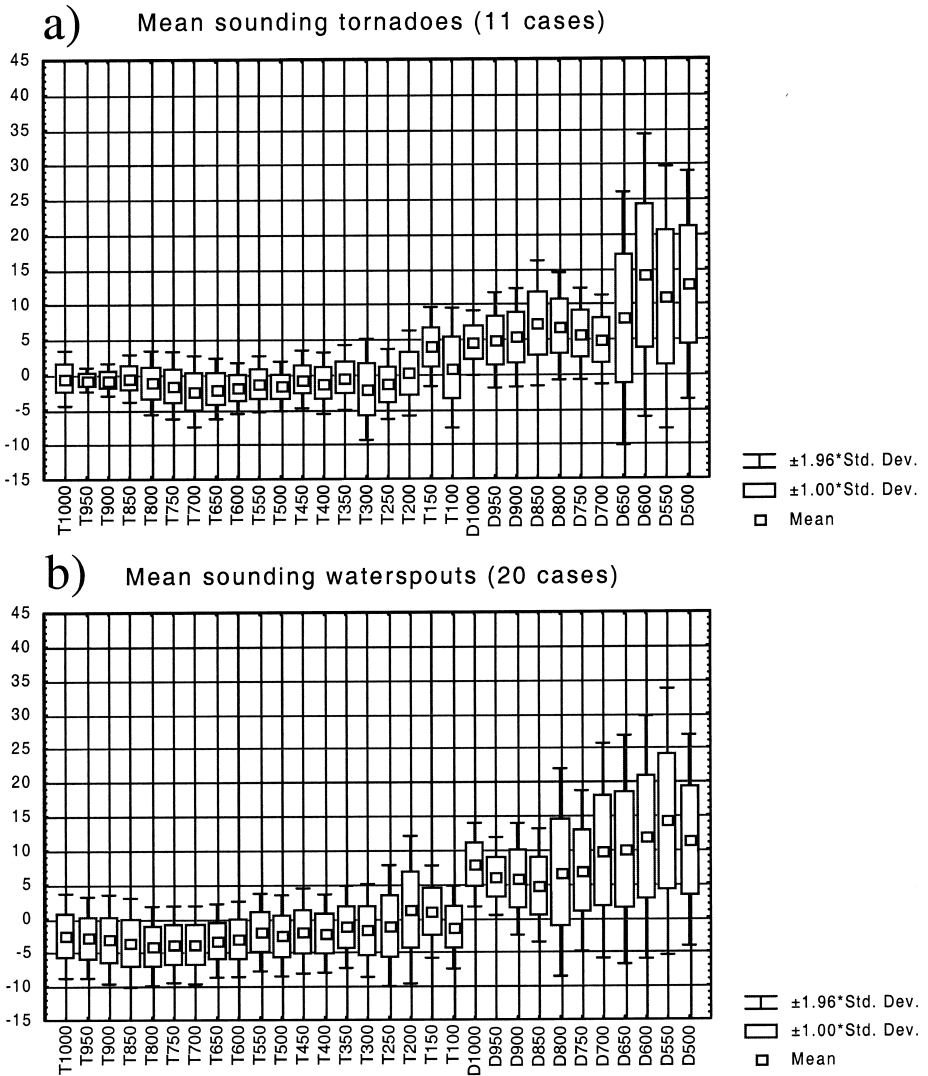 a) Mean sounding tornadoes (11 cases)
45
40
35
30
25
20
15
10
5
0
-5
-10
-15
T1000 T950 T900 T850 T800 T750 T700 T650 T600 T550 T500 T450 T400 T350 T300 T250 T200 T150 T100 D1000 D950 D900 D850 D800 D750 D700 D650 D600 D550 D500
±1.96*Std. Dev.
±1.00*Std. Dev.
Mean
b) Mean sounding waterspouts (20 cases)
45
40
35
30
25
20
15
10
5
0
-5
-10
-15
T1000 T950 T900 T850 T800 T750 T700 T650 T600 T550 T500 T450 T400 T350 T300 T250 T200 T150 T100 D1000 D950 D900 D850 D800 D750 D700 D650 D600 D550 D500
±1.96*Std. Dev.
±1.00*Std. Dev.
Mean